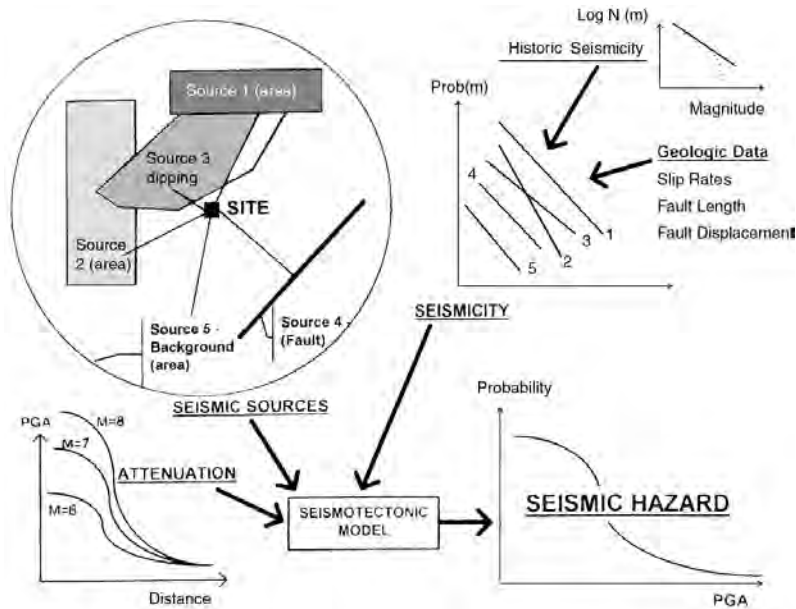 Source 1 (area)
Source 3
dipping
SITE
Source
2 (area)
Source 5 -
Background
(area)
Source 4 -
(Fault)
SEISMIC SOURCES
Log N (m)
Historic Seismicity
Magnitude
Prob(m)
Geologic Data
Slip Rates
Fault Length
Fault Displacement
4
3
1
2
5
SEISMICITY
PGA
M=8
M=7
M=6
ATTENUATION
Distance
SEISMOTECTONIC
MODEL
Probability
SEISMIC HAZARD
PGA